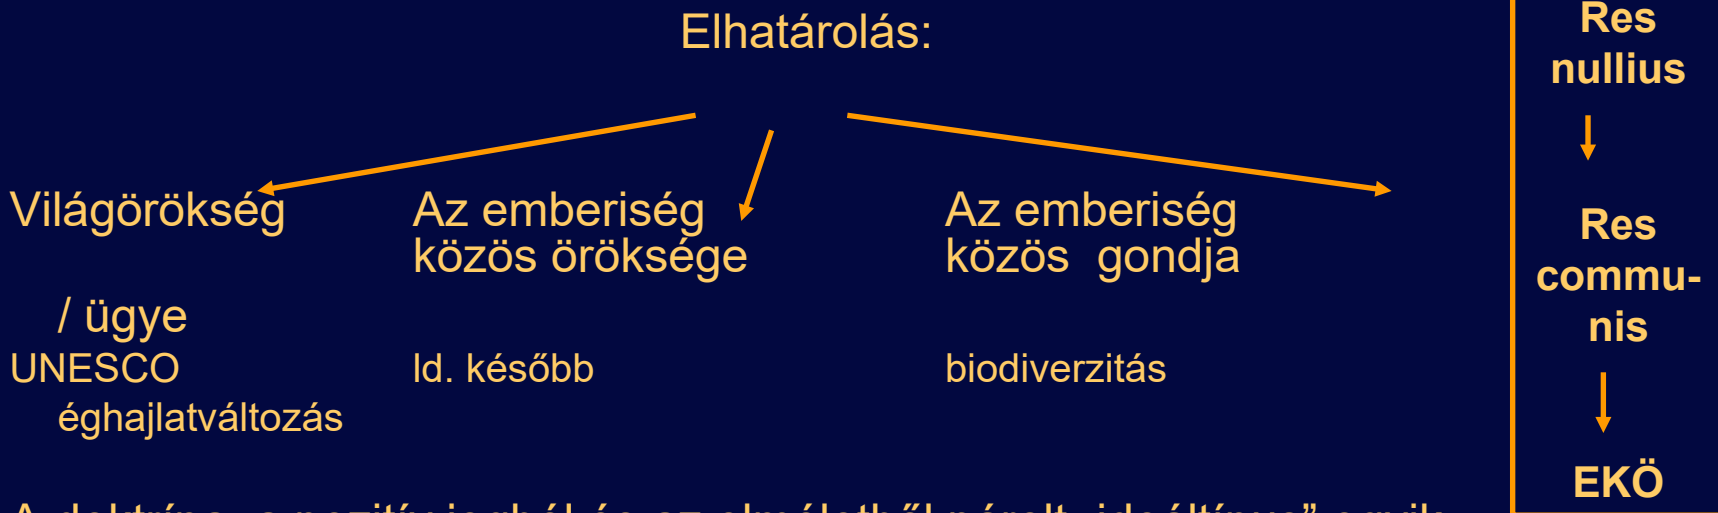 Elhatárolás:
Világörökség Az emberiség közös öröksége Az emberiség közös gondja
/ ügye
UNESCO ld. később biodiverzitás
éghajlatváltozás
Res
nullius
Res
commu-
nis
EKÖ